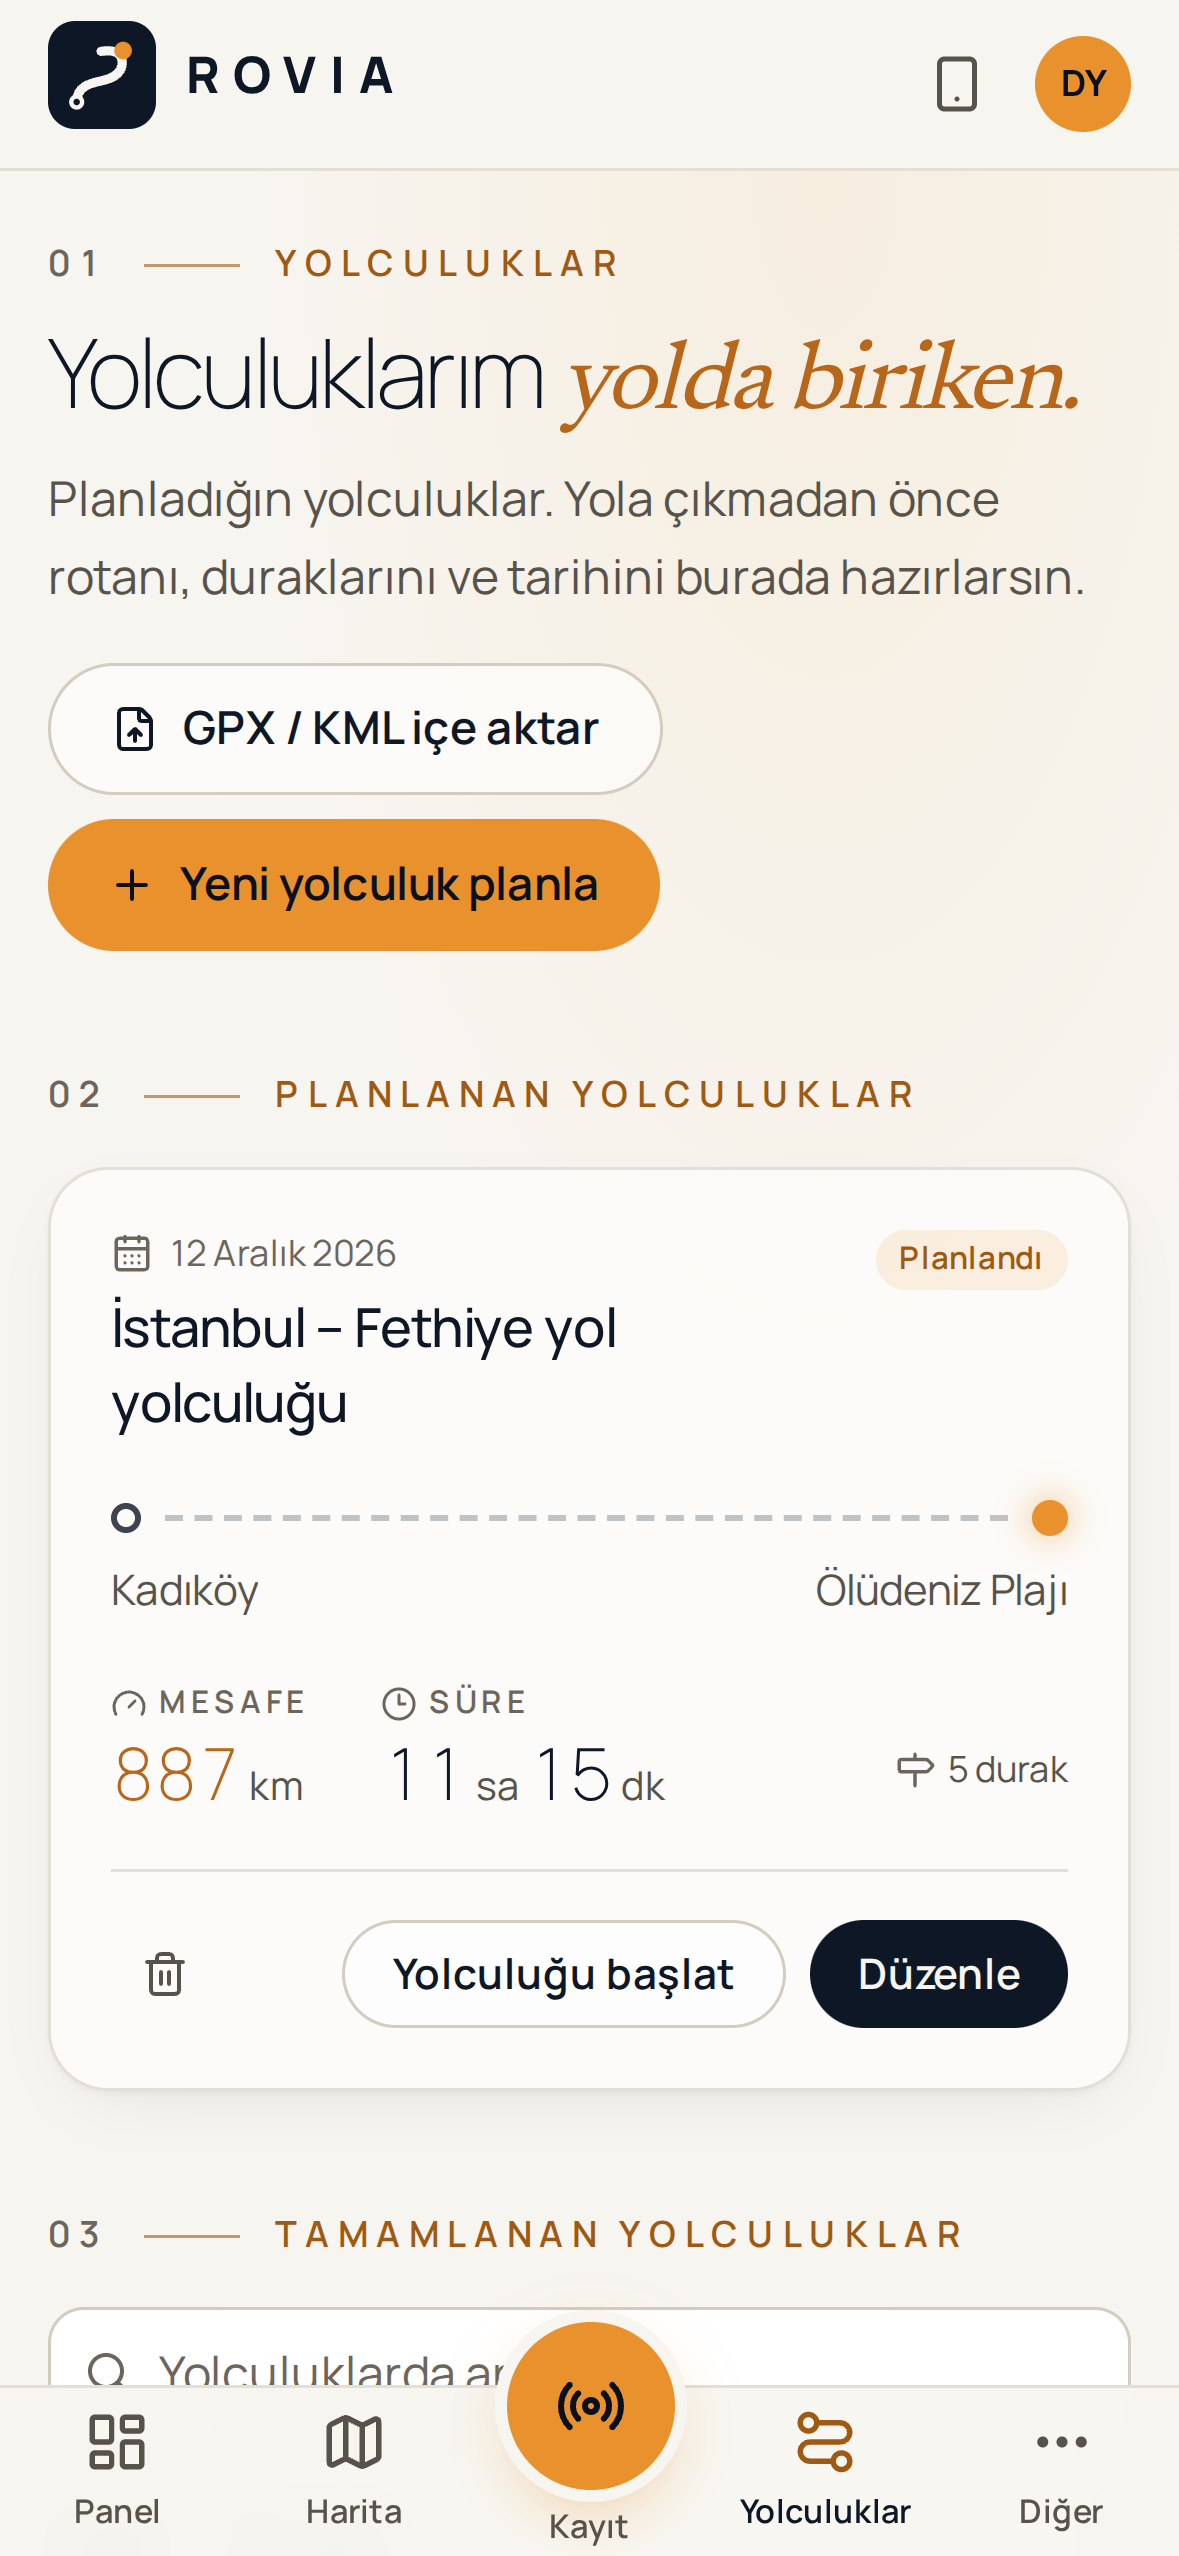 ROVIA
DY
01 YOLCULUKLAR
Yolculuklarım yolda biriken.
Planladığın yolculuklar. Yola çıkmadan önce
rotanı, duraklarını ve tarihini burada hazırlarsın.
GPX / KML içe aktar
Yeni yolculuk planla
02 PLANLANAN YOLCULUKLAR
12 Aralık 2026
Planlandı
İstanbul – Fethiye yol
yolculuğu
Kadıköy
Ölüdeniz Plajı
MESAFE
SÜRE
887 km
11 sa 15 dk
5 durak
Yolculuğu başlat
Düzenle
03 TAMAMLANAN YOLCULUKLAR
Yolculuklarda
Panel
Harita
Kayıt
Yolculuklar
Diğer